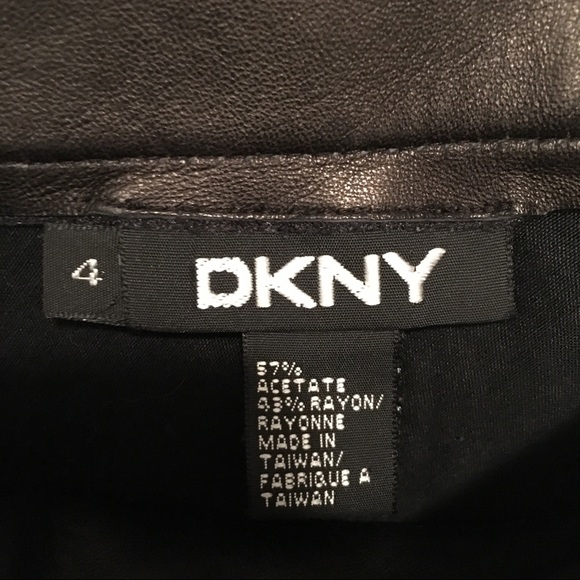 4
DKNY
57%
ACETATE
43% RAYON/
RAYONNE
MADE IN
TAIWAN/
FABRIQUE A
TAIWAN